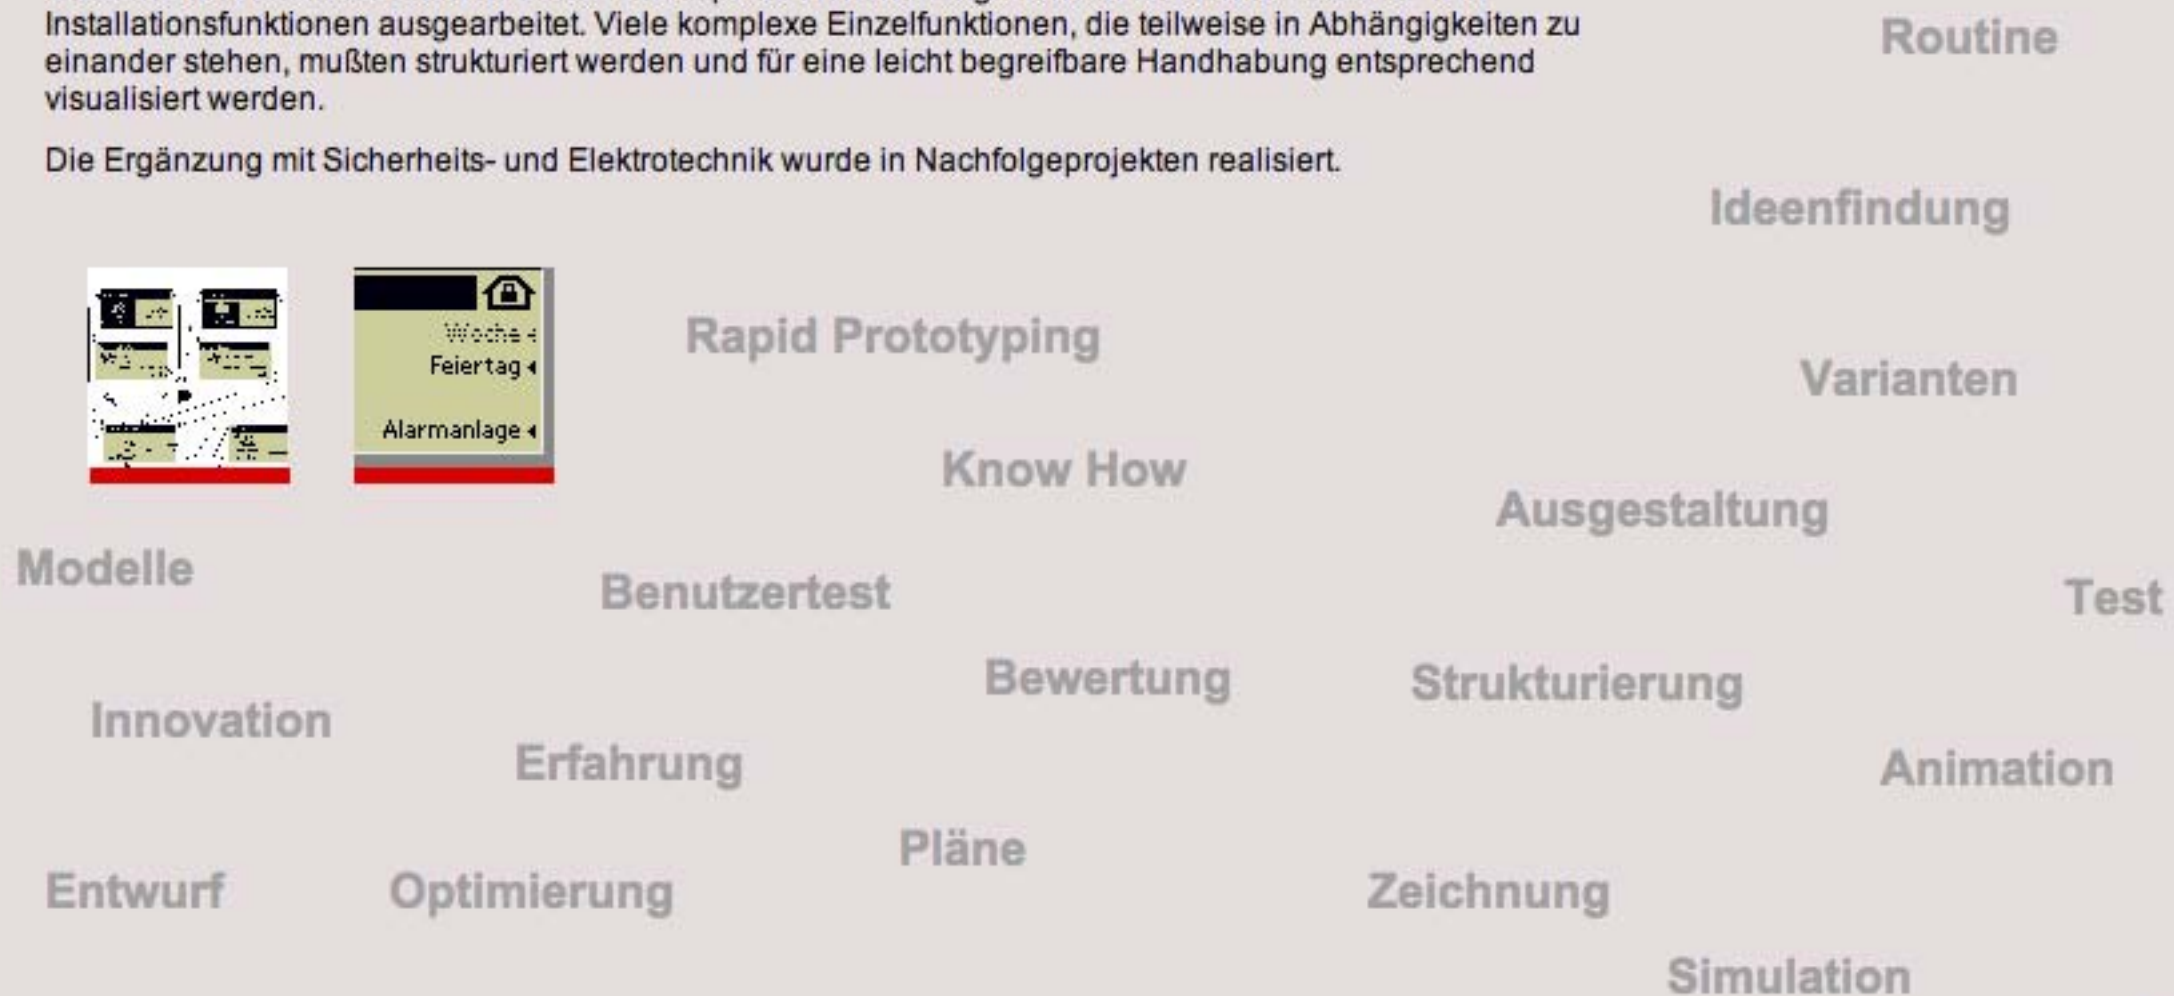 Installationsfunktionen ausgearbeitet. Viele komplexe Einzelfunktionen, die teilweise in Abhängigkeiten zu
einander stehen, mußten strukturiert werden und für eine leicht begreifbare Handhabung entsprechend
visualisiert werden.
Die Ergänzung mit Sicherheits- und Elektrotechnik wurde in Nachfolgeprojekten realisiert.
Routine
Ideenfindung
Woche
Feiertag
Alarmanlage
Rapid Prototyping
Varianten
Know How
Ausgestaltung
Modelle
Benutzertest
Test
Bewertung
Strukturierung
Innovation
Erfahrung
Animation
Pläne
Entwurf
Optimierung
Zeichnung
Simulation